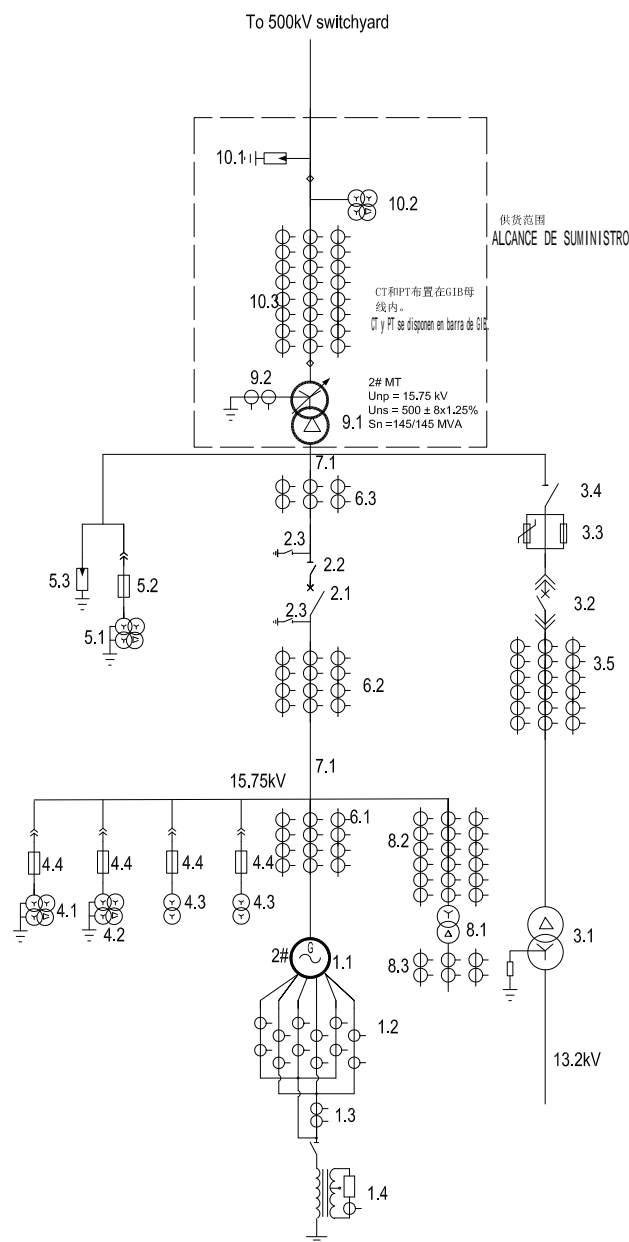 To 500kV switchyard
10.1
10.2
供货范围
ALCANCE DE SUMINISTRO
10.3
CT和PT布置在GIB母
线内。
CT y PT se disponen en barra de GIB.
9.2
2# MT
Unp = 15.75 kV
Uns = 500 ± 8x1.25%
Sn =145/145 MVA
9.1
7.1
6.3
3.4
3.3
2.3
2.2
5.3
5.2
2.1
3.2
2.3
5.1
3.5
6.2
7.1
15.75kV
6.1
8.2
4.4
4.4
4.4
4.4
4.1
4.2
4.3
4.3
8.1
3.1
G
2#
1.1
8.3
1.2
13.2kV
1.3
1.4